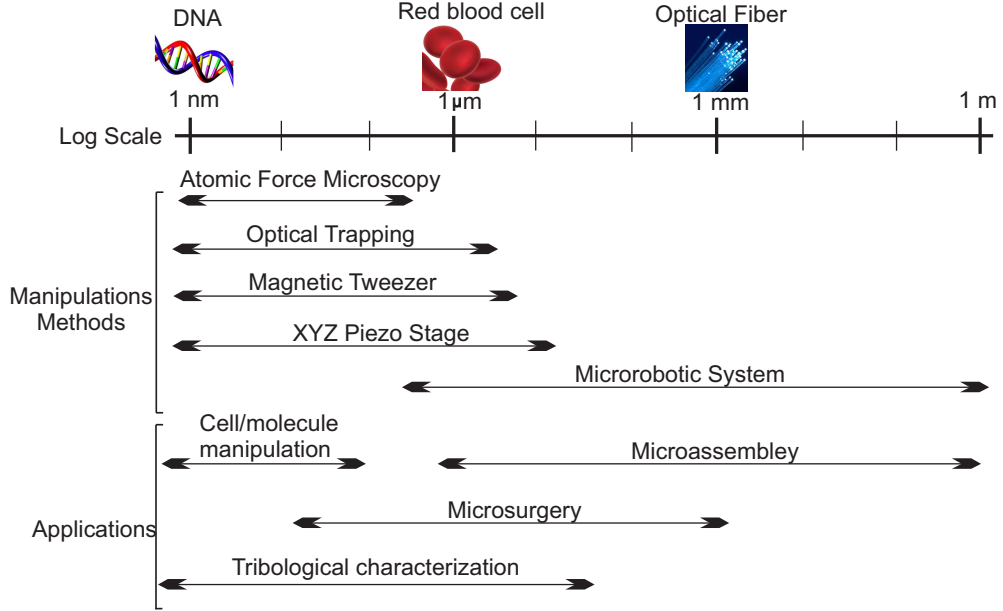 DNA
Red blood cell
Optical Fiber
1 nm
1µm
1 mm
1 m
Log Scale
Atomic Force Microscopy
Optical Trapping
Magnetic Tweezer
XYZ Piezo Stage
Microrobotic System
Manipulations
Methods
Cell/molecule
manipulation
Microassembley
Microsurgery
Tribological characterization
Applications